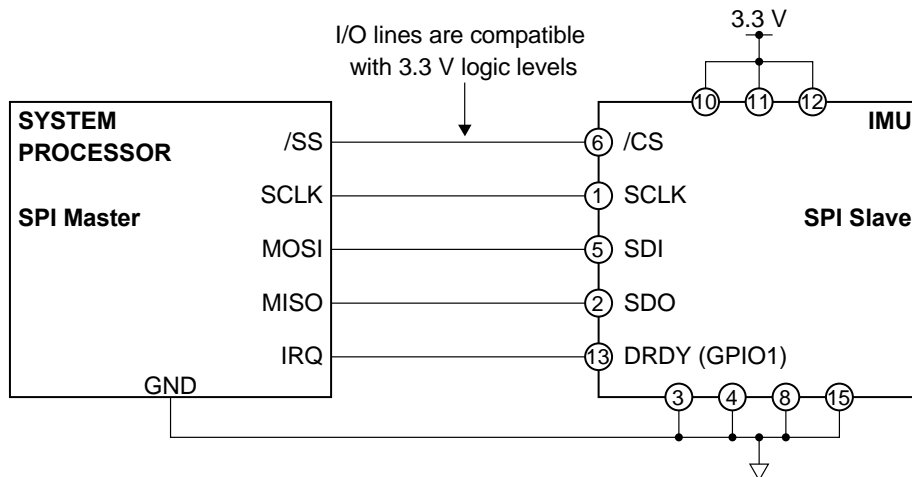 3.3 V
I/O lines are compatible
with 3.3 V logic levels
10 11 12
SYSTEM
PROCESSOR
SPI Master
IMU
SPI Slave
/SS 6 /CS
SCLK 1 SCLK
MOSI 5 SDI
MISO 2 SDO
IRQ 13 DRDY (GPIO1)
GND
3 4 8 15